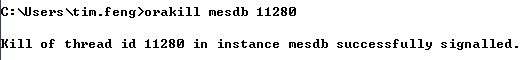 C:\Users\tim.feng>orakill mesdb 11280
Kill of thread id 11280 in instance mesdb successfully signalled.